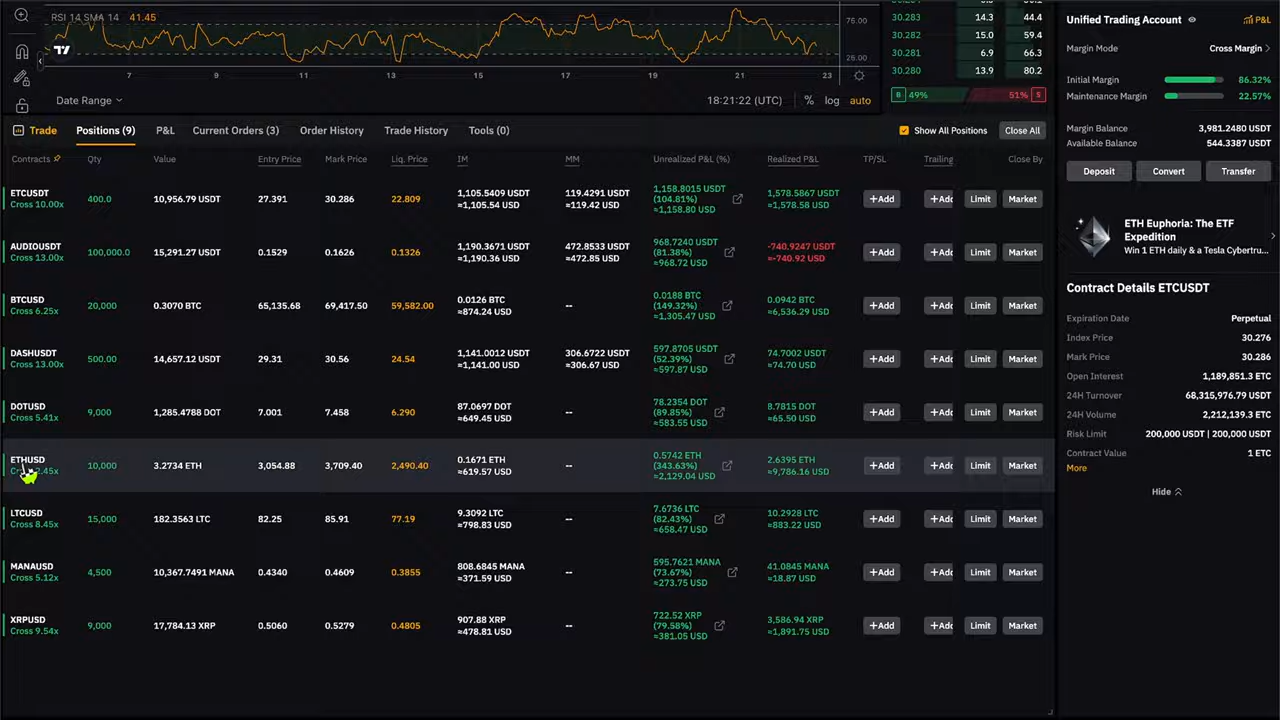 RSI 14 SMA 14 41.45
75.00
25.00
7 9 11 13 15 17 19 21 23
Date Range
18:21:22 (UTC) % log auto
30.283 14.3 44.4
30.282 15.0 59.4
30.281 6.9 66.3
30.280 13.9 80.2
B 49% 51% S
Trade Positions (9) P&L Current Orders (3) Order History Trade History Tools (0) Show All Positions Close All
Contracts Qty Value Entry Price Mark Price Liq. Price IM MM Unrealized P&L (%) Realized P&L TP/SL Trailing Close By
ETCUSDT
Cross 10.00x
400.0 10,956.79 USDT 27.391 30.286 22.809
1,105.5409 USDT
≈1,105.54 USD
119.4291 USDT
≈119.42 USD
1,158.8015 USDT
(104.81%)
≈1,158.80 USD
1,578.5867 USDT
≈1,578.58 USD
+Add +Adc Limit Market
AUDIOUSDT
Cross 13.00x
100,000.0 15,291.27 USDT 0.1529 0.1626 0.1326
1,190.3671 USDT
≈1,190.36 USD
472.8533 USDT
≈472.85 USD
968.7240 USDT
(81.38%)
≈968.72 USD
-740.9247 USDT
≈-740.92 USD
+Add +Adc Limit Market
BTCUSD
Cross 6.25x
20,000 0.3070 BTC 65,135.68 69,417.50 59,582.00
0.0126 BTC
≈874.24 USD
--
0.0188 BTC
(149.32%)
≈1,305.47 USD
0.0942 BTC
≈6,536.29 USD
+Add +Adc Limit Market
DASHUSDT
Cross 13.00x
500.00 14,657.12 USDT 29.31 30.56 24.54
1,141.0012 USDT
≈1,141.00 USD
306.6722 USDT
≈306.67 USD
597.8705 USDT
(52.39%)
≈597.87 USD
74.7002 USDT
≈74.70 USD
+Add +Adc Limit Market
DOTUSD
Cross 5.41x
9,000 1,285.4788 DOT 7.001 7.458 6.290
87.0697 DOT
≈649.45 USD
--
78.2354 DOT
(89.85%)
≈583.55 USD
8.7815 DOT
≈65.50 USD
+Add +Adc Limit Market
ETHUSD
10,000 3.2734 ETH 3,054.88 3,709.40 2,490.40
0.1671 ETH
≈619.57 USD
--
0.5742 ETH
(343.63%)
≈2,129.04 USD
2.6395 ETH
≈9,786.16 USD
+Add +Adc Limit Market
LTCUSD
Cross 8.45x
15,000 182.3563 LTC 82.25 85.91 77.19
9.3092 LTC
≈798.83 USD
--
7.6736 LTC
(82.43%)
≈658.47 USD
10.2928 LTC
≈883.22 USD
+Add +Adc Limit Market
MANAUSD
Cross 5.12x
4,500 10,367.7491 MANA 0.4340 0.4609 0.3855
808.6845 MANA
≈371.59 USD
--
595.7621 MANA
(73.67%)
≈273.75 USD
41.0845 MANA
≈18.87 USD
+Add +Adc Limit Market
XRPUSD
Cross 9.54x
9,000 17,784.13 XRP 0.5060 0.5279 0.4805
907.88 XRP
≈478.81 USD
--
722.52 XRP
(79.58%)
≈381.05 USD
3,586.94 XRP
≈1,891.75 USD
+Add +Adc Limit Market
Unified Trading Account P&L
Margin Mode Cross Margin
Initial Margin 86.32%
Maintenance Margin 22.57%
Margin Balance 3,981.2480 USDT
Available Balance 544.3387 USDT
Deposit Convert Transfer
ETH Euphoria: The ETF
Expedition
Win 1 ETH daily & a Tesla Cybertru...
Contract Details ETCUSDT
Expiration Date Perpetual
Index Price 30.276
Mark Price 30.286
Open Interest 1,189,851.3 ETC
24H Turnover 68,315,976.79 USDT
24H Volume 2,212,139.3 ETC
Risk Limit 200,000 USDT | 200,000 USDT
Contract Value 1 ETC
More
Hide